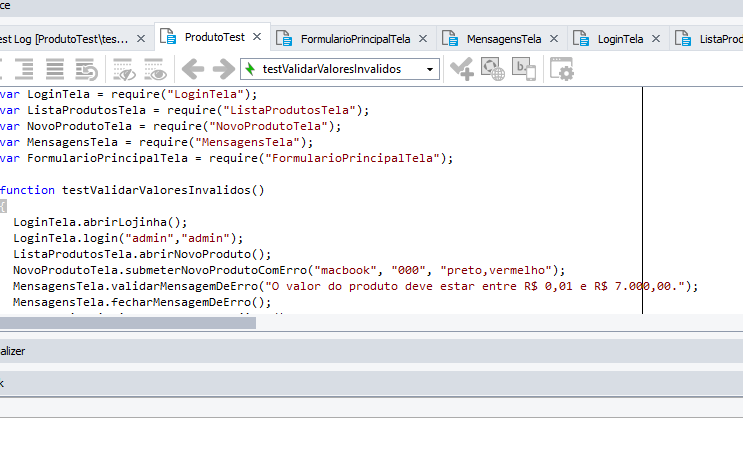 ce
est Log [ProdutoTest\tes...
ProdutoTest
FormularioPrincipalTela
MensagensTela
LoginTela
ListaProd
testValidarValoresInvalidos
var LoginTela = require("LoginTela");
var ListaProdutosTela = require("ListaProdutosTela");
var NovoProdutoTela = require("NovoProdutoTela");
var MensagensTela = require("MensagensTela");
var FormularioPrincipalTela = require("FormularioPrincipalTela");
function testValidarValoresInvalidos()
{
LoginTela.abrirLojinha();
LoginTela.login("admin","admin");
ListaProdutosTela.abrirNovoProduto();
NovoProdutoTela.submeterNovoProdutoComErro("macbook", "000", "preto,vermelho");
MensagensTela.validarMensagemDeErro("O valor do produto deve estar entre R$ 0,01 e R$ 7.000,00.");
MensagensTela.fecharMensagemDeErro();
alizer
k